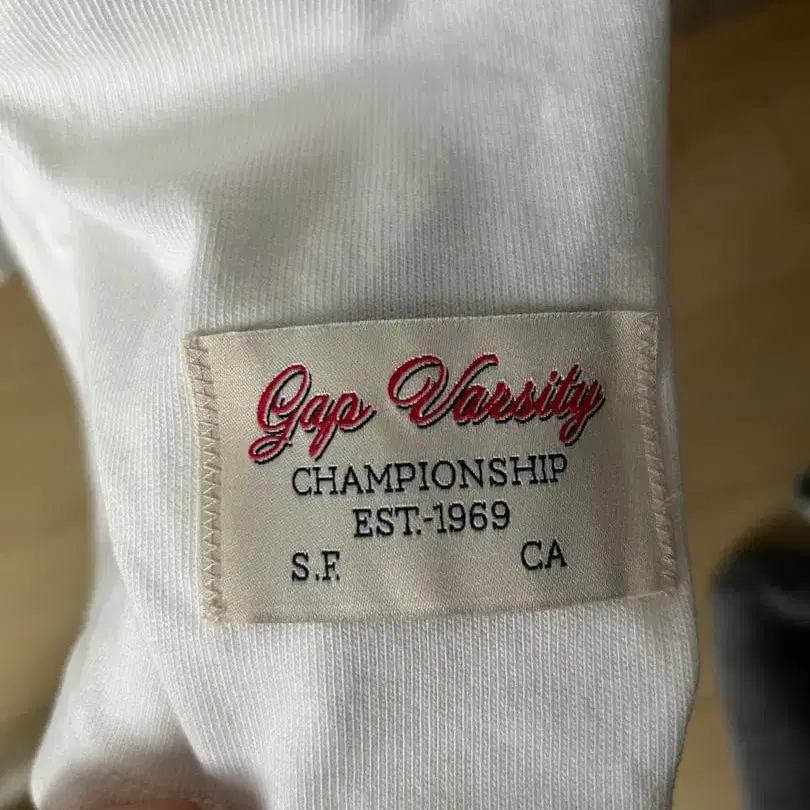 Gap Varsity
CHAMPIONSHIP
EST.-1969
S.F. CA